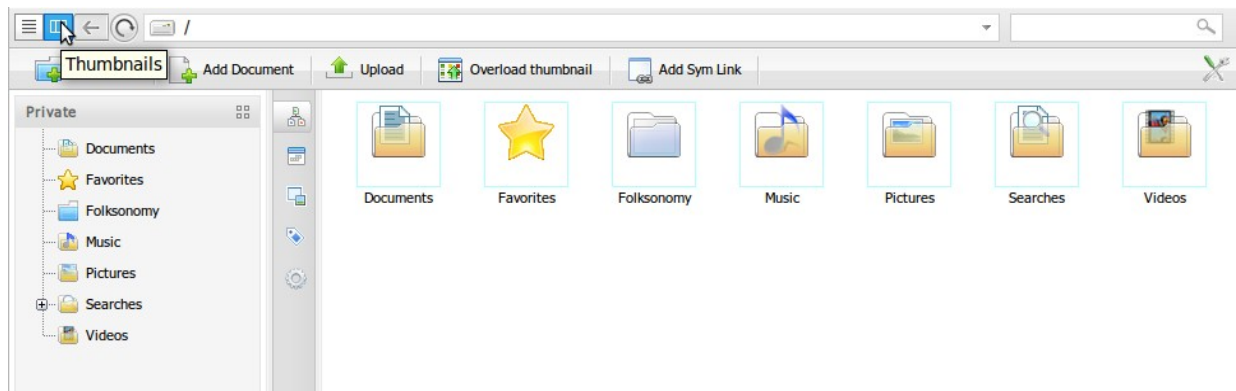 /
Thumbnails
Add Document
Upload
Overload thumbnail
Add Sym Link
Private
Documents
Favorites
Folksonomy
Music
Pictures
Searches
Videos
Documents
Favorites
Folksonomy
Music
Pictures
Searches
Videos